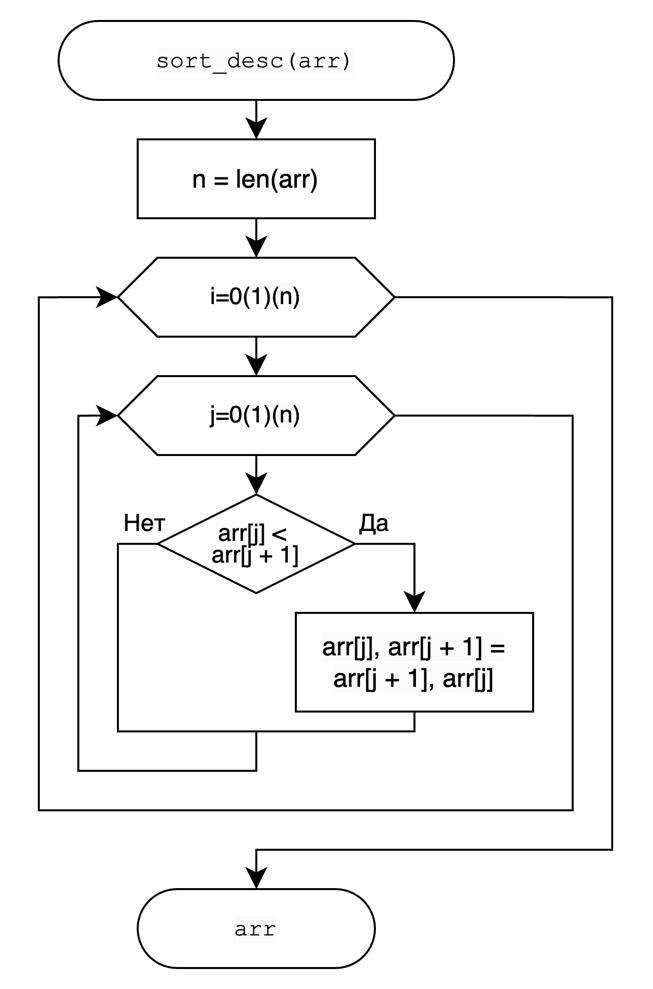 sort_desc(arr)
n = len(arr)
i=0(1)(n)
j=0(1)(n)
Нет
Да
arr[j] <
arr[j + 1]
arr[j], arr[j + 1] =
arr[j + 1], arr[j]
arr